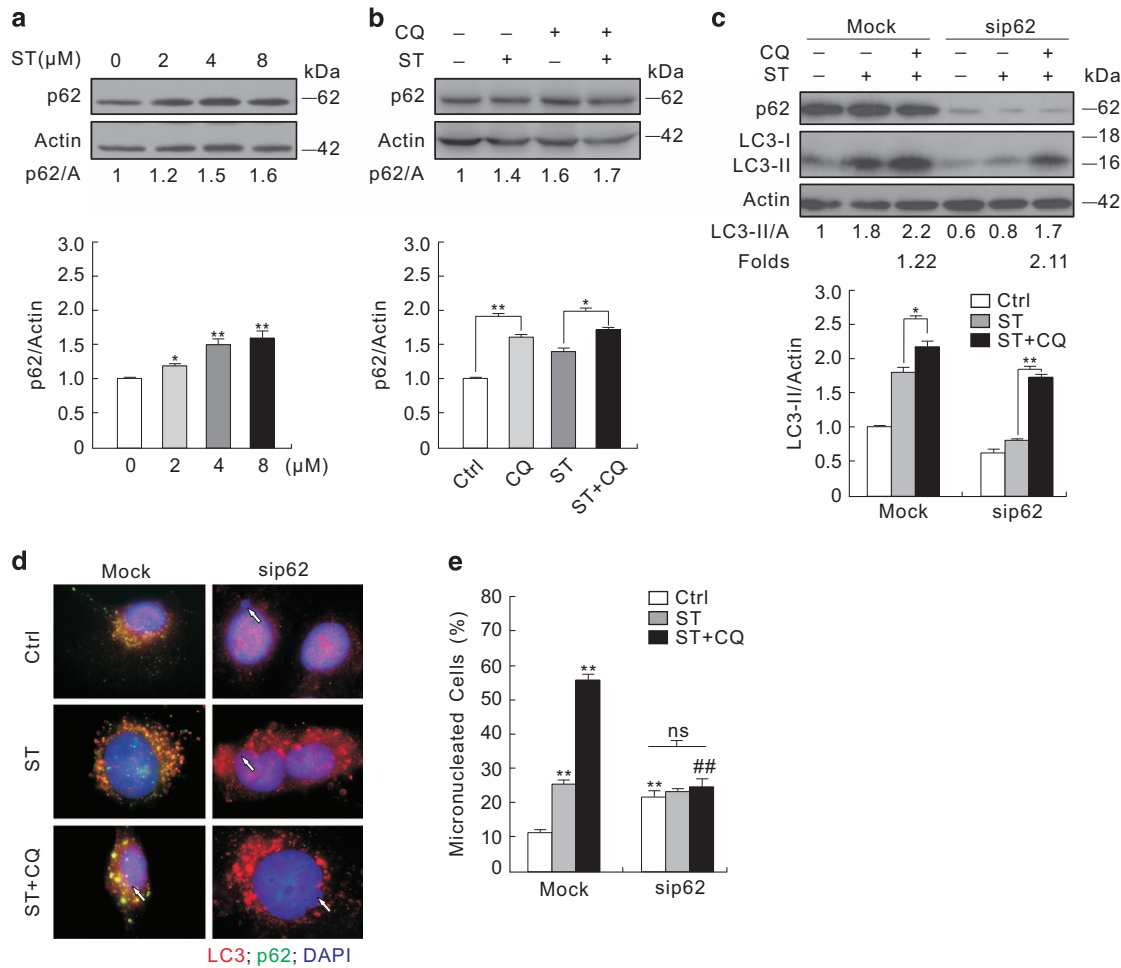 a
ST(μM) 0 2 4 8
kDa
p62 —62
Actin —42
p62/A 1 1.2 1.5 1.6
p62/Actin
3.0
2.5
2.0
1.5
1.0
0.5
0
* ** **
0 2 4 8 (μM)
b
CQ – – + +
ST – + – +
kDa
p62 —62
Actin —42
p62/A 1 1.4 1.6 1.7
p62/Actin
3.0
2.5
2.0
1.5
1.0
0.5
0
** *
Ctrl CQ ST ST+CQ
c
Mock sip62
CQ – – + – – +
ST – + + – + +
kDa
p62 —62
LC3-I —18
LC3-II —16
Actin —42
LC3-II/A 1 1.8 2.2 0.6 0.8 1.7
Folds 1.22 2.11
LC3-II/Actin
3.0
2.5
2.0
1.5
1.0
0.5
0
Ctrl
ST
ST+CQ
* **
Mock sip62
d
Mock sip62
Ctrl
ST
ST+CQ
LC3; p62; DAPI
e
Micronucleated Cells (%)
80
70
60
50
40
30
20
10
0
Ctrl
ST
ST+CQ
** ** ** ns ##
Mock sip62